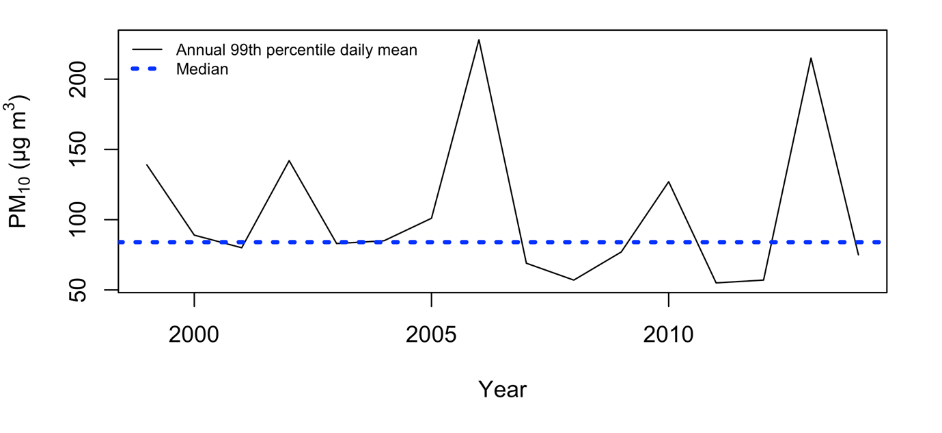 Annual 99th percentile daily mean
Median
PM₁₀ (µg m³)
200
150
100
50
2000 2005 2010
Year